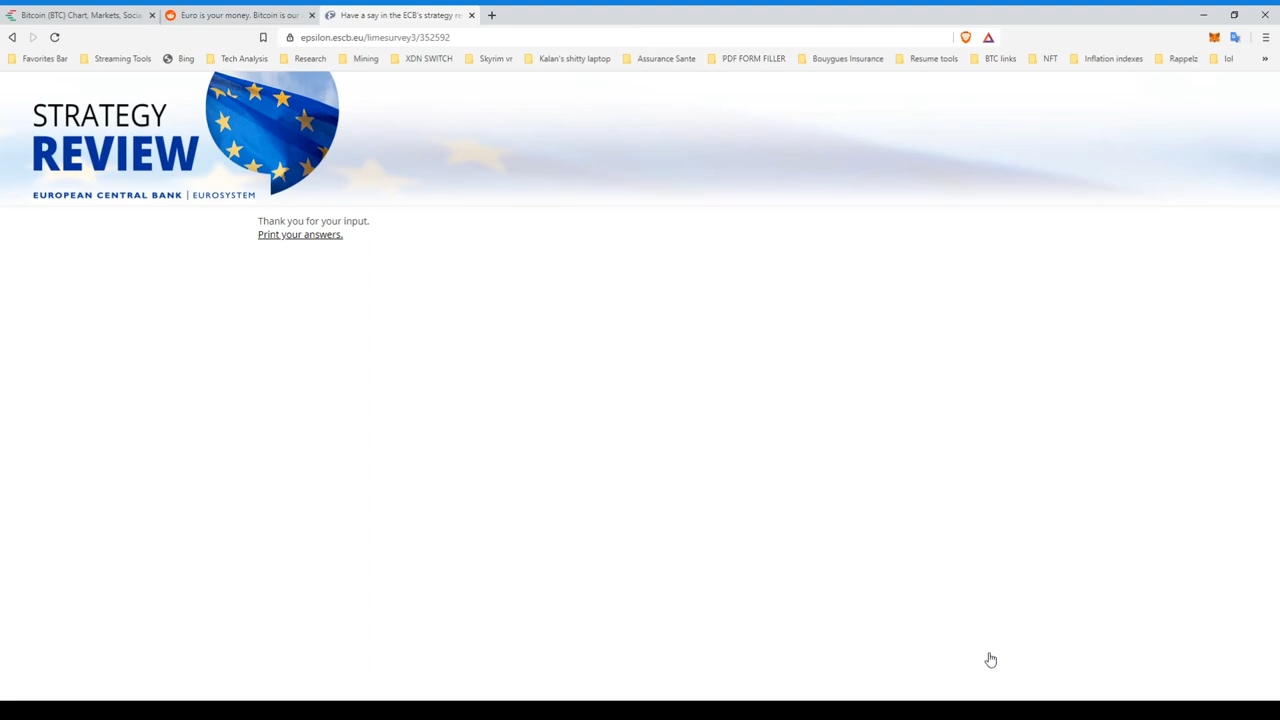 Bitcoin (BTC) Chart, Markets, Socia
Euro is your money. Bitcoin is our
Have a say in the ECB's strategy re
epsilon.escb.eu/limesurvey3/352592
Favorites Bar
Streaming Tools
Bing
Tech Analysis
Research
Mining
XDN SWITCH
Skyrim vr
Kalan's shitty laptop
Assurance Sante
PDF FORM FILLER
Bouygues Insurance
Resume tools
BTC links
NFT
Inflation indexes
Rappelz
lol
STRATEGY
REVIEW
EUROPEAN CENTRAL BANK | EUROSYSTEM
Thank you for your input.
Print your answers.